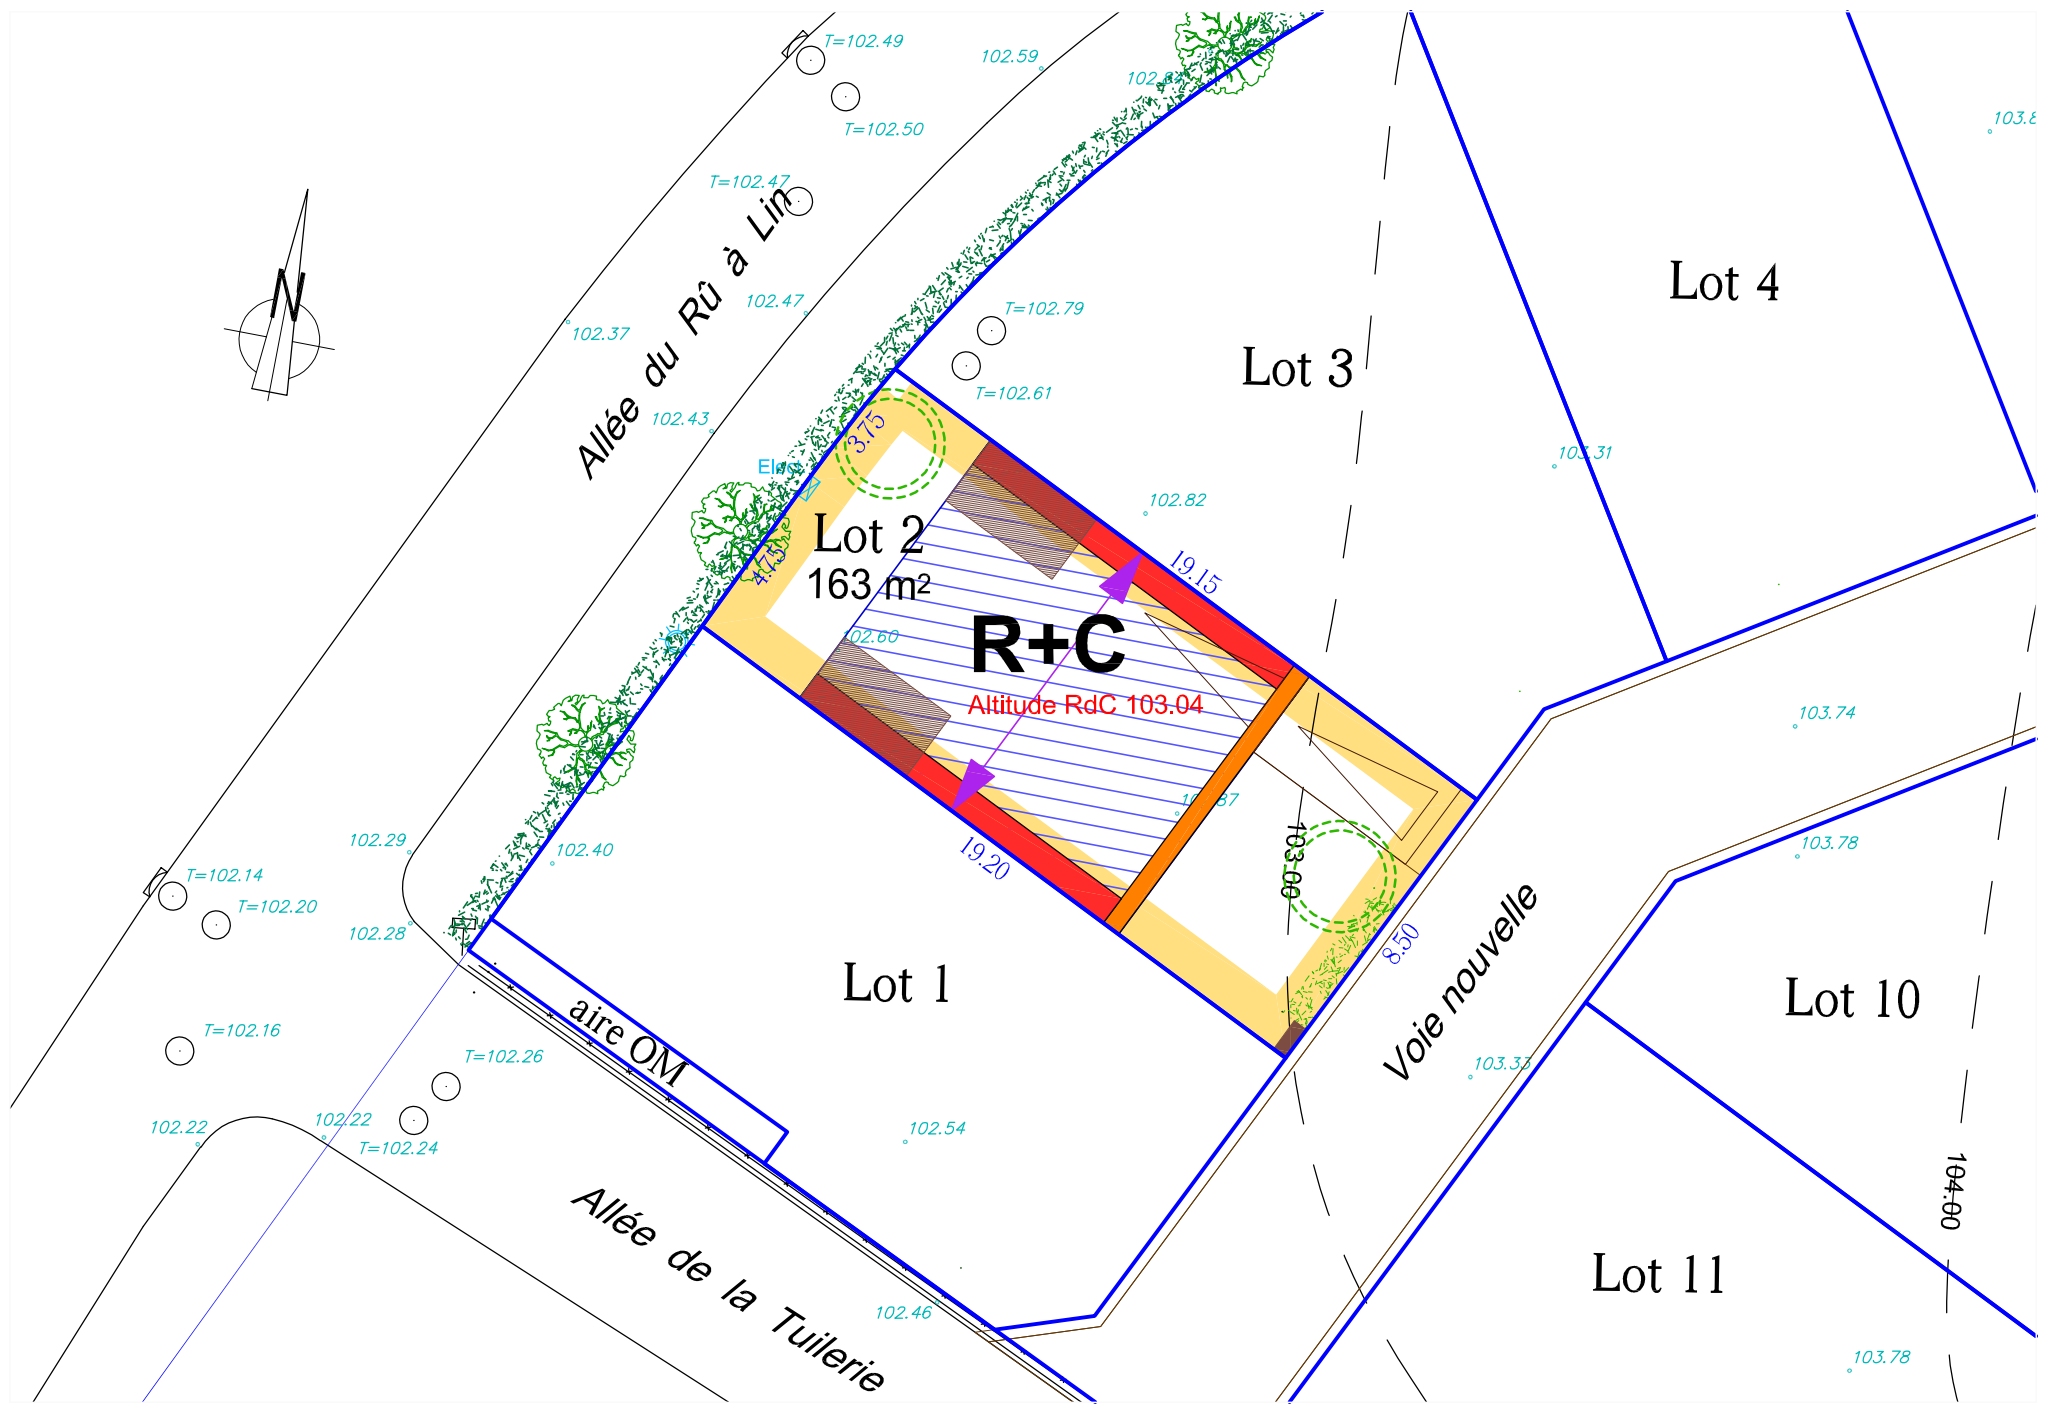 T=102.49
102.59
T=102.50
103.8
T=102.47
Allée du Rû à Lin
N
Lot 4
102.47
T=102.79
102.37
Lot 3
T=102.61
102.43
3.75
103.31
102.82
Lot 2
4.75
19.15
163 m²
R+C
102.60
Altitude RdC 103.04
103.74
103.00
102.29
102.40
19.20
103.78
T=102.14
T=102.20
102.28
8.50
Voie nouvelle
Lot 1
Lot 10
aire OM
T=102.16
T=102.26
103.33
102.22
102.22
T=102.24
102.54
104.00
Allée de la Tuilerie
Lot 11
102.46
103.78